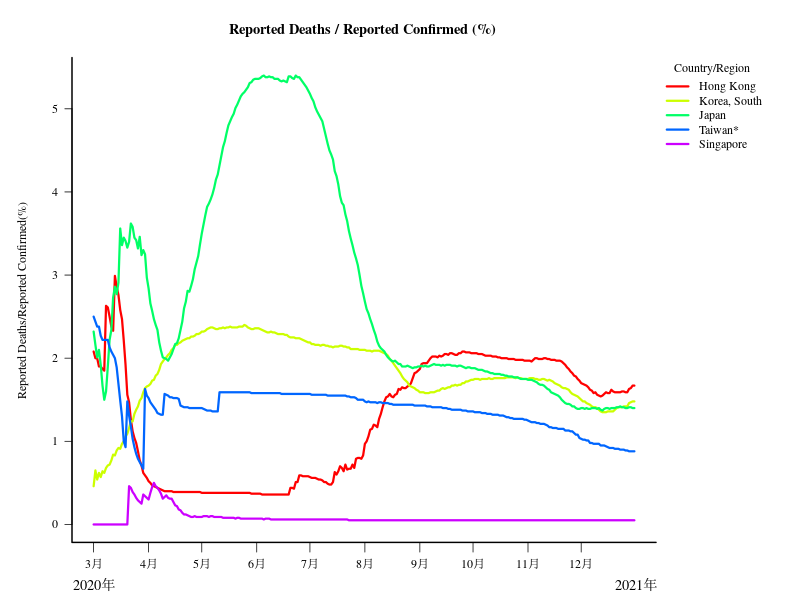 Reported Deaths / Reported Confirmed (%)
Country/Region
Hong Kong
Korea, South
Japan
Taiwan*
Singapore
Reported Deaths/Reported Confirmed(%)
5
4
3
2
1
0
3月 4月 5月 6月 7月 8月 9月 10月 11月 12月
2020年 2021年